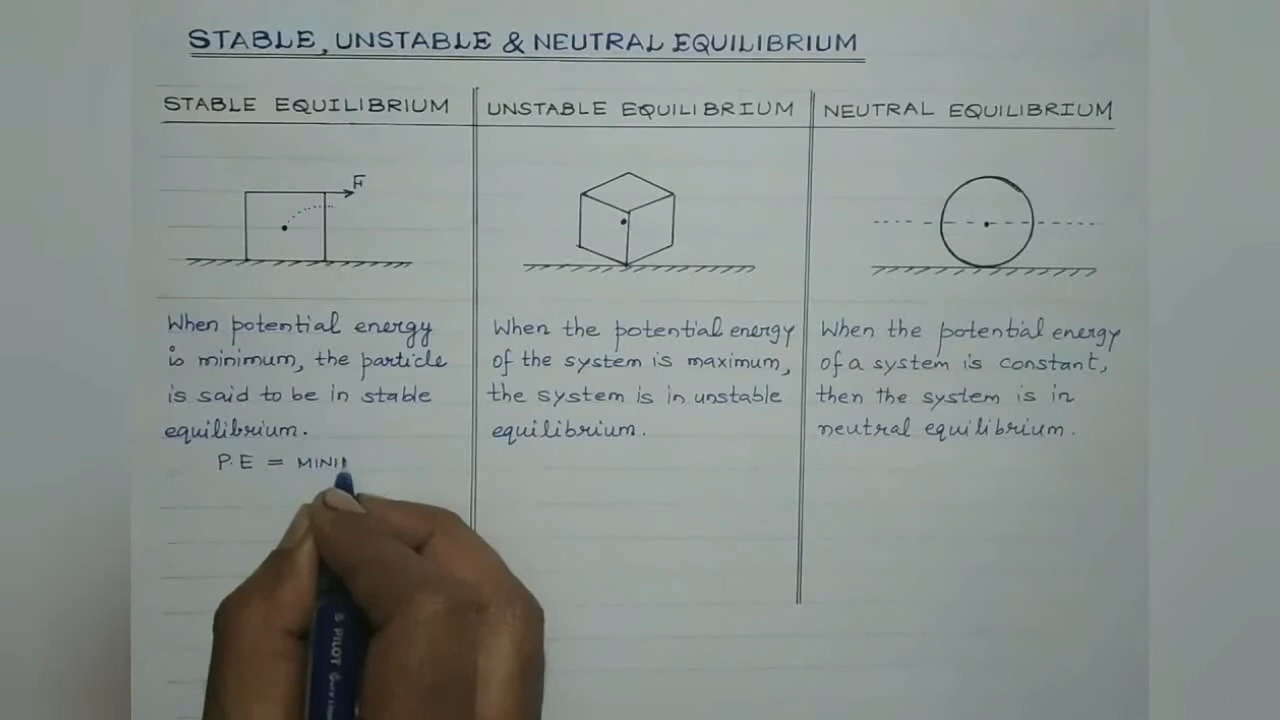 STABLE, UNSTABLE & NEUTRAL EQUILIBRIUM
STABLE EQUILIBRIUM
F
When potential energy
is minimum, the particle
is said to be in stable
equilibrium.
P.E = MINI
UNSTABLE EQUILIBRIUM
When the potential energy
of the system is maximum,
the system is in unstable
equilibrium.
NEUTRAL EQUILIBRIUM
When the potential energy
of a system is constant,
then the system is in
neutral equilibrium.
PILOT